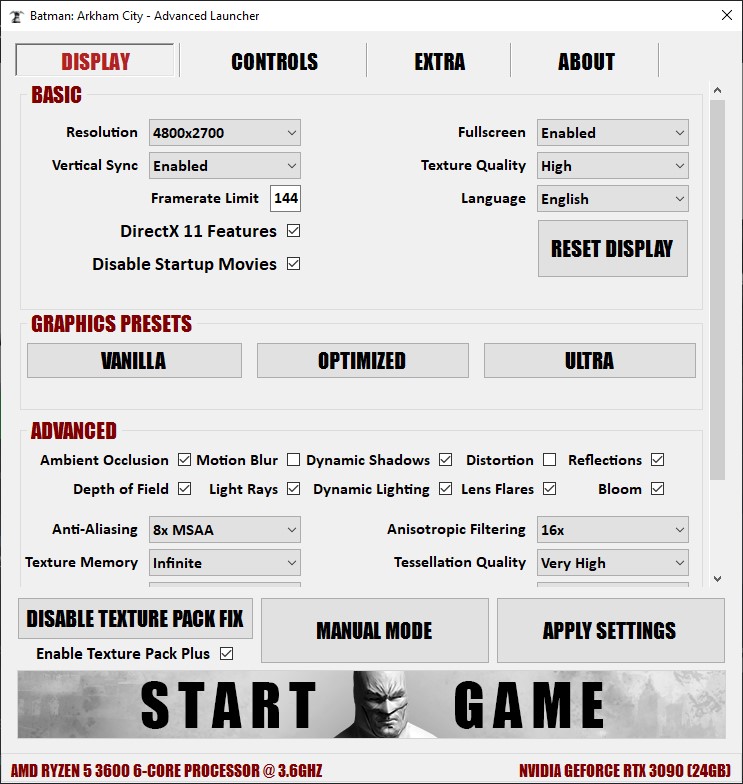 Batman: Arkham City - Advanced Launcher
DISPLAY CONTROLS EXTRA ABOUT
BASIC
Resolution 4800x2700 Fullscreen Enabled
Vertical Sync Enabled Texture Quality High
Framerate Limit 144 Language English
DirectX 11 Features RESET DISPLAY
Disable Startup Movies
GRAPHICS PRESETS
VANILLA OPTIMIZED ULTRA
ADVANCED
Ambient Occlusion Motion Blur Dynamic Shadows Distortion Reflections
Depth of Field Light Rays Dynamic Lighting Lens Flares Bloom
Anti-Aliasing 8x MSAA Anisotropic Filtering 16x
Texture Memory Infinite Tessellation Quality Very High
DISABLE TEXTURE PACK FIX MANUAL MODE APPLY SETTINGS
Enable Texture Pack Plus
START GAME
AMD RYZEN 5 3600 6-CORE PROCESSOR @ 3.6GHZ NVIDIA GEFORCE RTX 3090 (24GB)